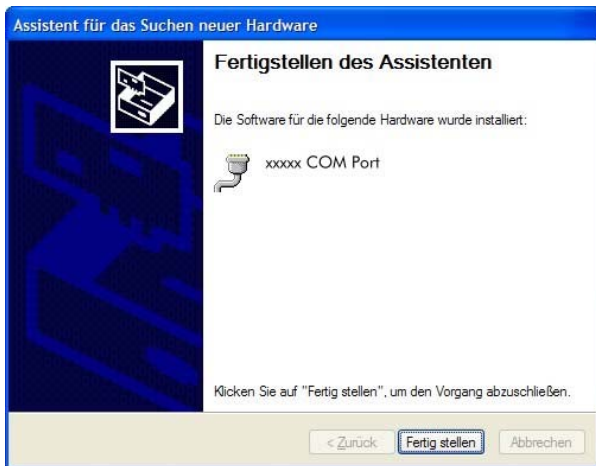 Assistent für das Suchen neuer Hardware
Fertigstellen des Assistenten
Die Software für die folgende Hardware wurde installiert:
xxxxx COM Port
Klicken Sie auf "Fertig stellen", um den Vorgang abzuschließen.
< Zurück Fertig stellen Abbrechen